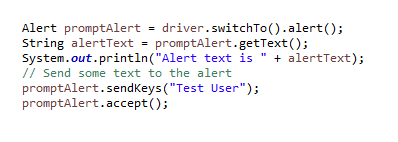 Alert promptAlert = driver.switchTo().alert();
String alertText = promptAlert.getText();
System.out.println("Alert text is " + alertText);
// Send some text to the alert
promptAlert.sendKeys("Test User");
promptAlert.accept();